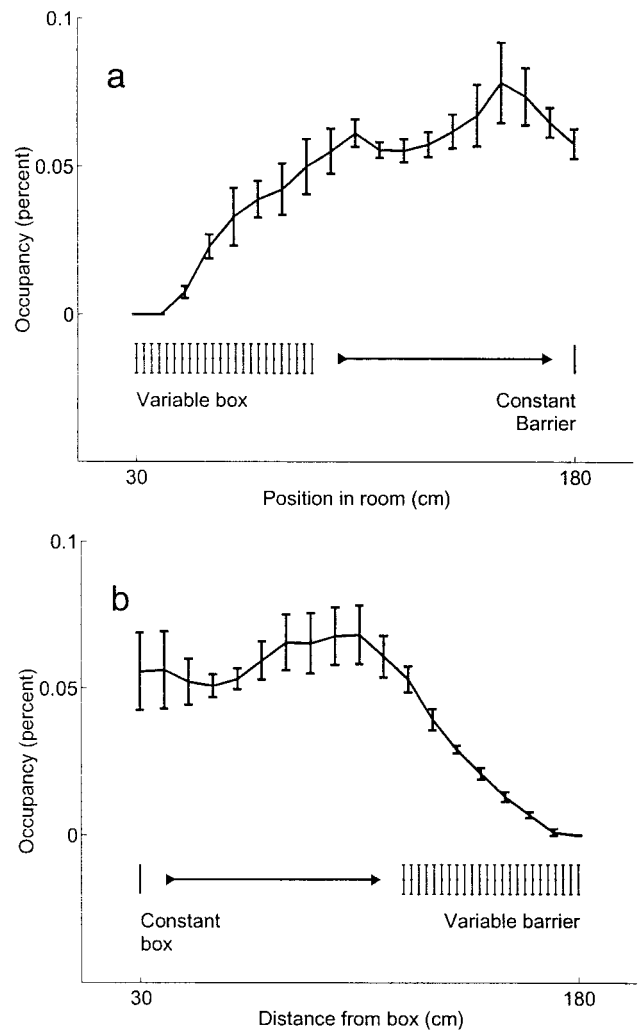 0.1
a
0.05
Occupancy (percent)
0
Variable box
Constant
Barrier
30
180
Position in room (cm)
0.1
b
0.05
Occupancy (percent)
0
Constant
box
Variable barrier
30
180
Distance from box (cm)